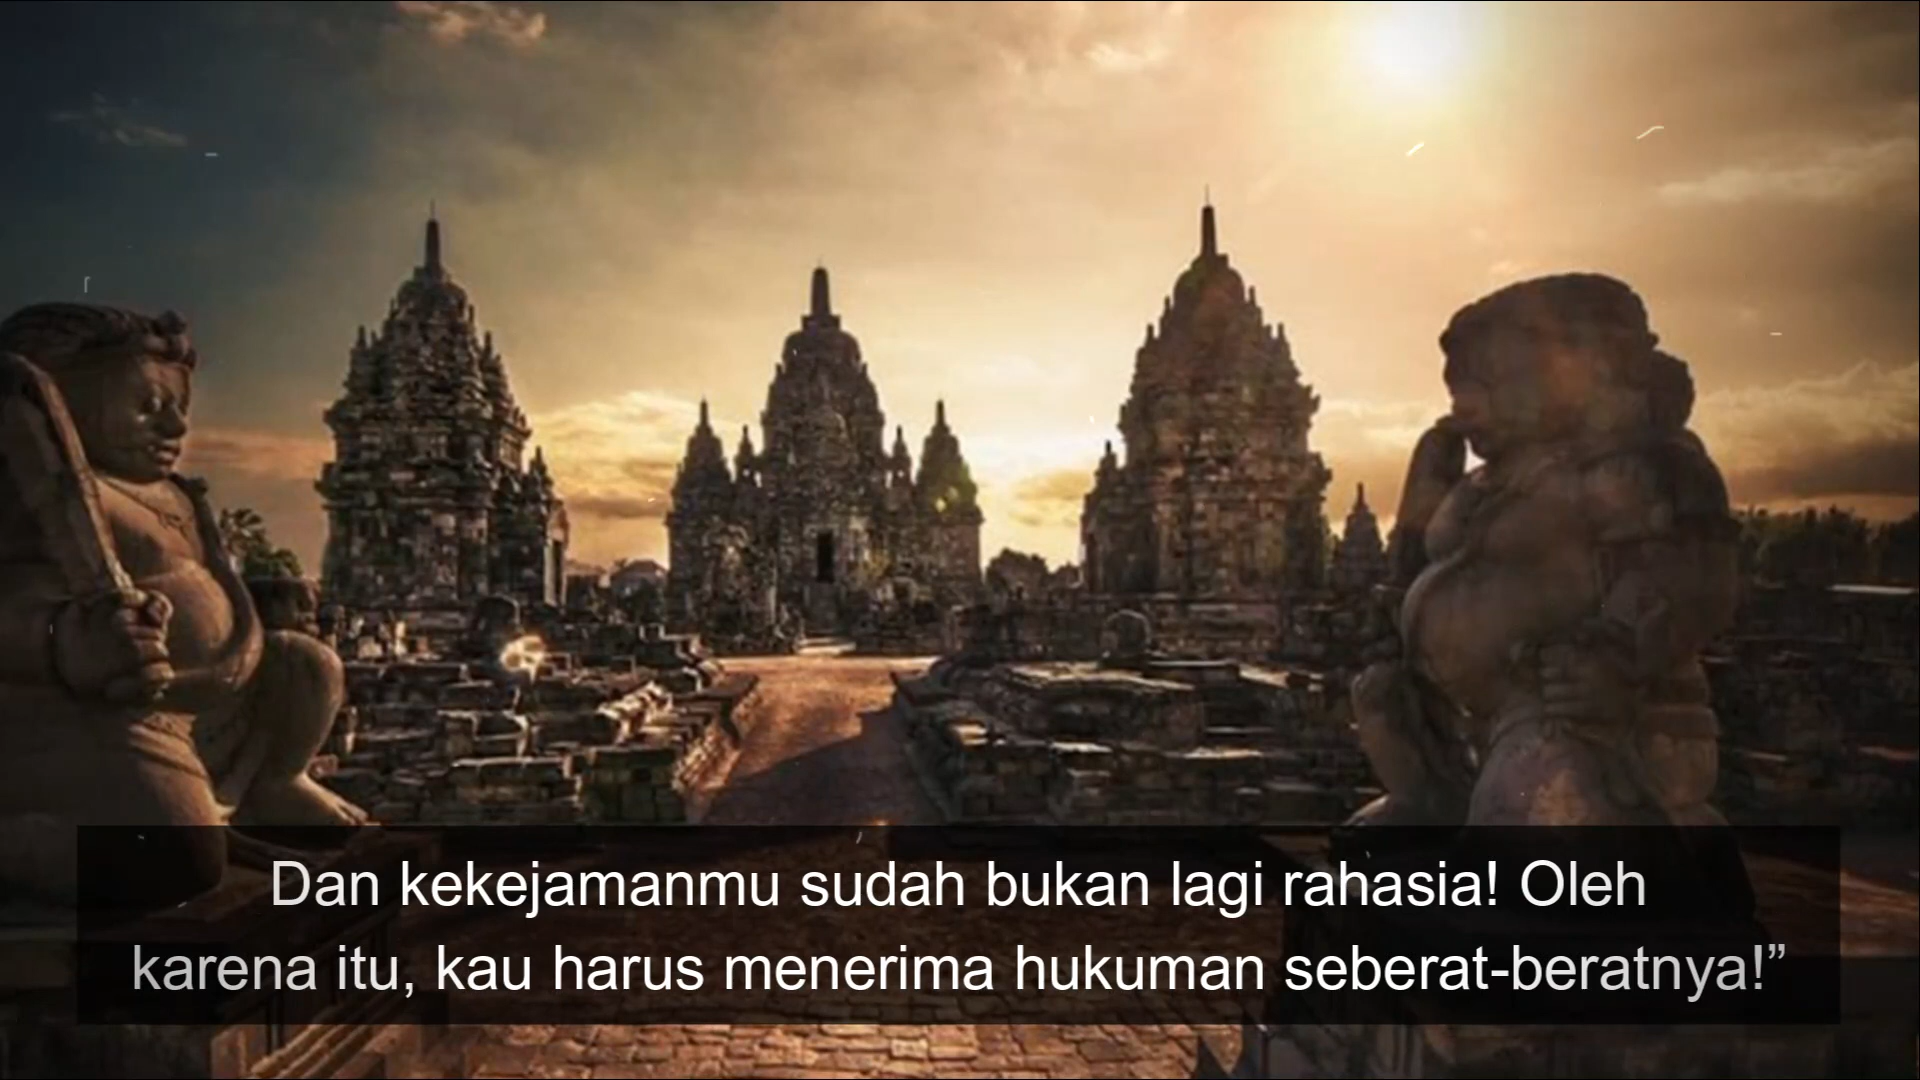 Dan kekejamanmu sudah bukan lagi rahasia! Oleh
karena itu, kau harus menerima hukuman seberat-beratnya!”